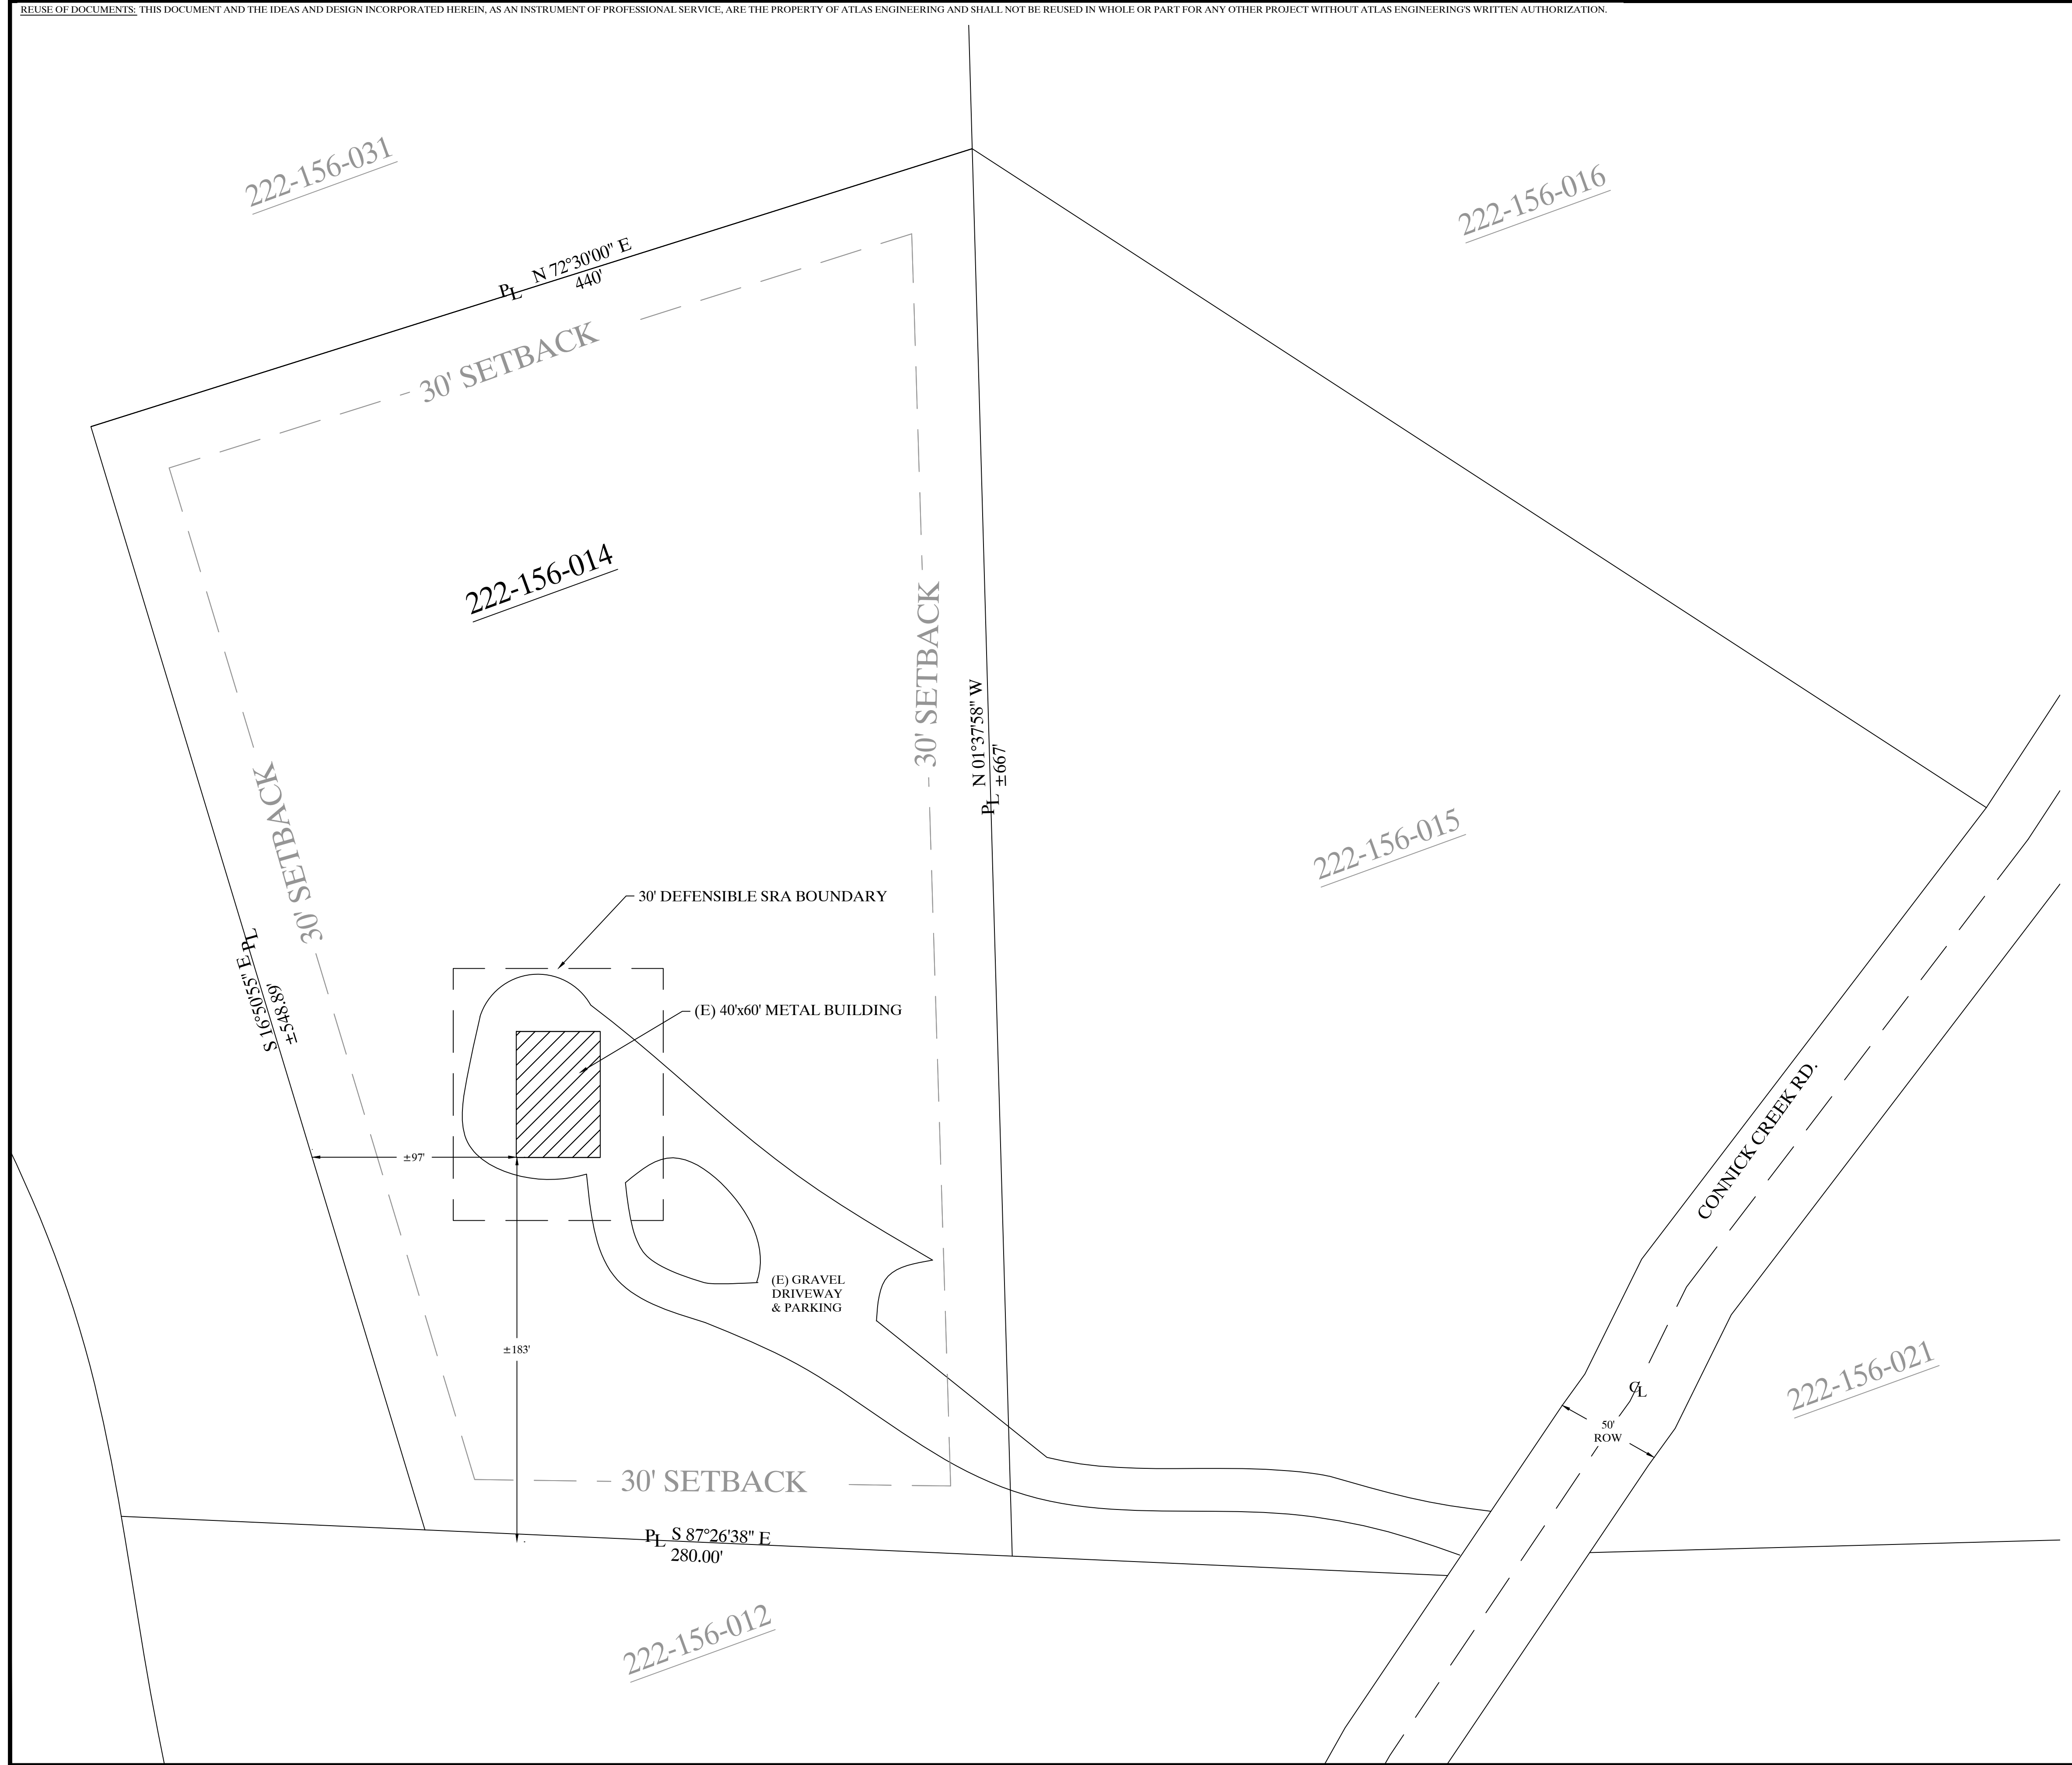 REUSE OF DOCUMENTS: THIS DOCUMENT AND THE IDEAS AND DESIGN INCORPORATED HEREIN, AS AN INSTRUMENT OF PROFESSIONAL SERVICE, ARE THE PROPERTY OF ATLAS ENGINEERING AND SHALL NOT BE REUSED IN WHOLE OR PART FOR ANY OTHER PROJECT WITHOUT ATLAS ENGINEERING'S WRITTEN AUTHORIZATION.
222-156-031
222-156-016
PL N 72°30'00" E
440'
30' SETBACK
222-156-014
30' SETBACK
PL N 01°37'58" W
±667'
30' SETBACK
222-156-015
30' DEFENSIBLE SRA BOUNDARY
S 16°50'55" E PL
±548.89'
(E) 40'x60' METAL BUILDING
CONNICK CREEK RD.
±97'
(E) GRAVEL
DRIVEWAY
& PARKING
±183'
222-156-021
CL
50'
ROW
30' SETBACK
PL S 87°26'38" E
280.00'
222-156-012